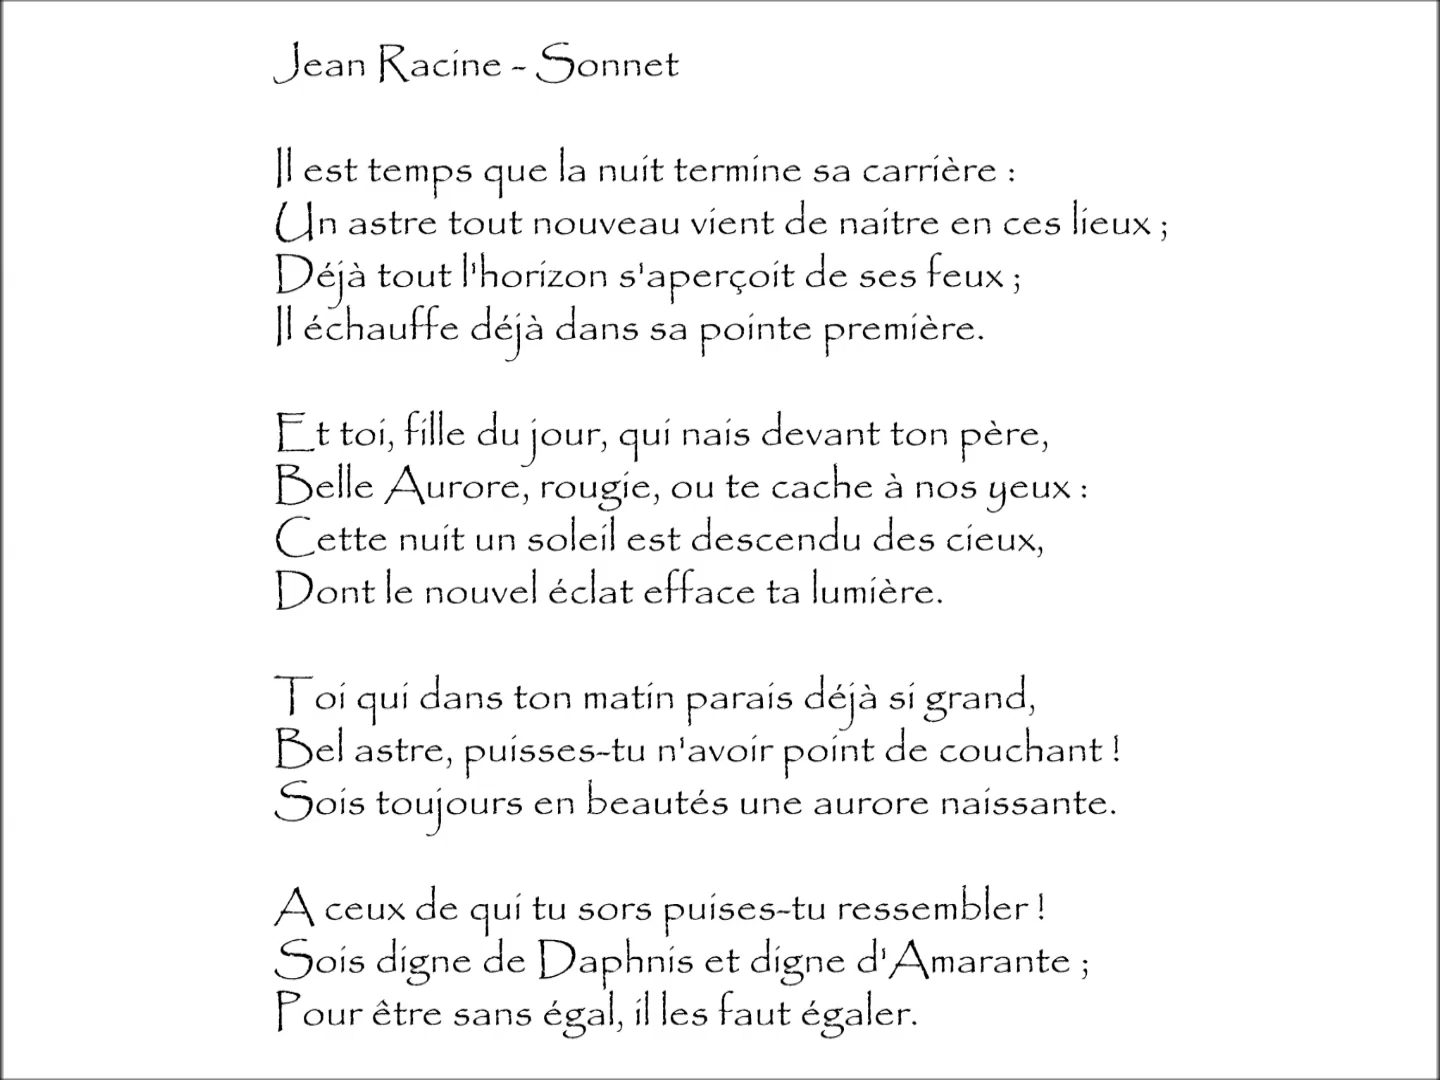 Jean Racine - Sonnet
Il est temps que la nuit termine sa carrière :
Un astre tout nouveau vient de naitre en ces lieux ;
Déjà tout l'horizon s'aperçoit de ses feux ;
Il échauffe déjà dans sa pointe première.
Et toi, fille du jour, qui nais devant ton père,
Belle Aurore, rougie, ou te cache à nos yeux :
Cette nuit un soleil est descendu des cieux,
Dont le nouvel éclat efface ta lumière.
Toi qui dans ton matin parais déjà si grand,
Bel astre, puisses-tu n'avoir point de couchant !
Sois toujours en beautés une aurore naissante.
A ceux de qui tu sors puises-tu ressembler !
Sois digne de Daphnis et digne d'Amarante ;
Pour être sans égal, il les faut égaler.